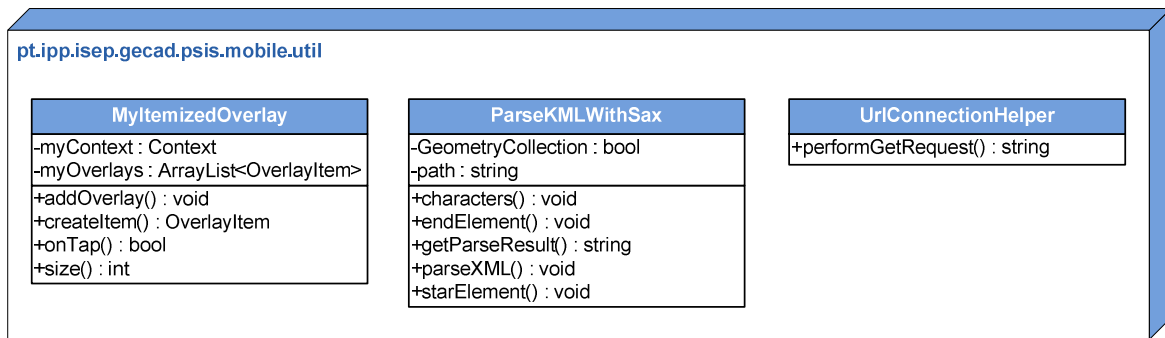 pt.ipp.isep.gecad.psis.mobile.util
MyItemizedOverlay
-myContext : Context
-myOverlays : ArrayList<OverlayItem>
+addOverlay() : void
+createItem() : OverlayItem
+onTap() : bool
+size() : int
ParseKMLWithSax
-GeometryCollection : bool
-path : string
+characters() : void
+endElement() : void
+getParseResult() : string
+parseXML() : void
+starElement() : void
UrlConnectionHelper
+performGetRequest() : string